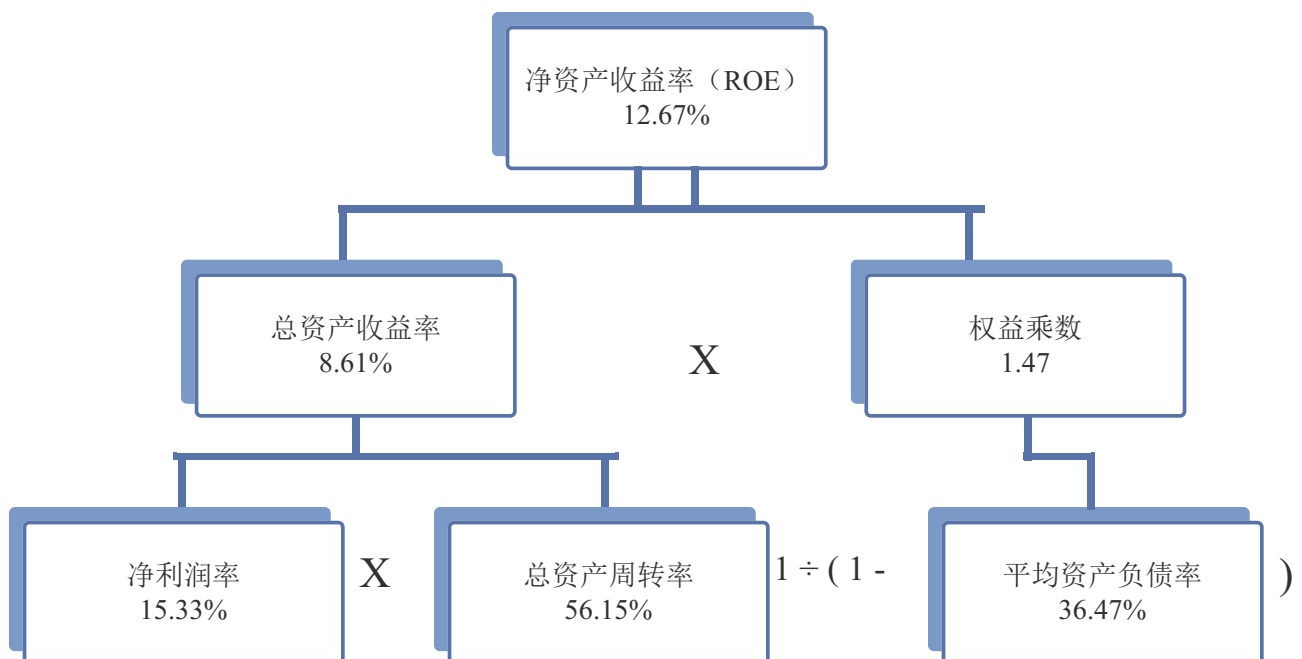 净资产收益率（ROE）
12.67%
总资产收益率
8.61%
X
权益乘数
1.47
净利润率
15.33%
X
总资产周转率
56.15%
1 ÷ ( 1 -
平均资产负债率
36.47%
)